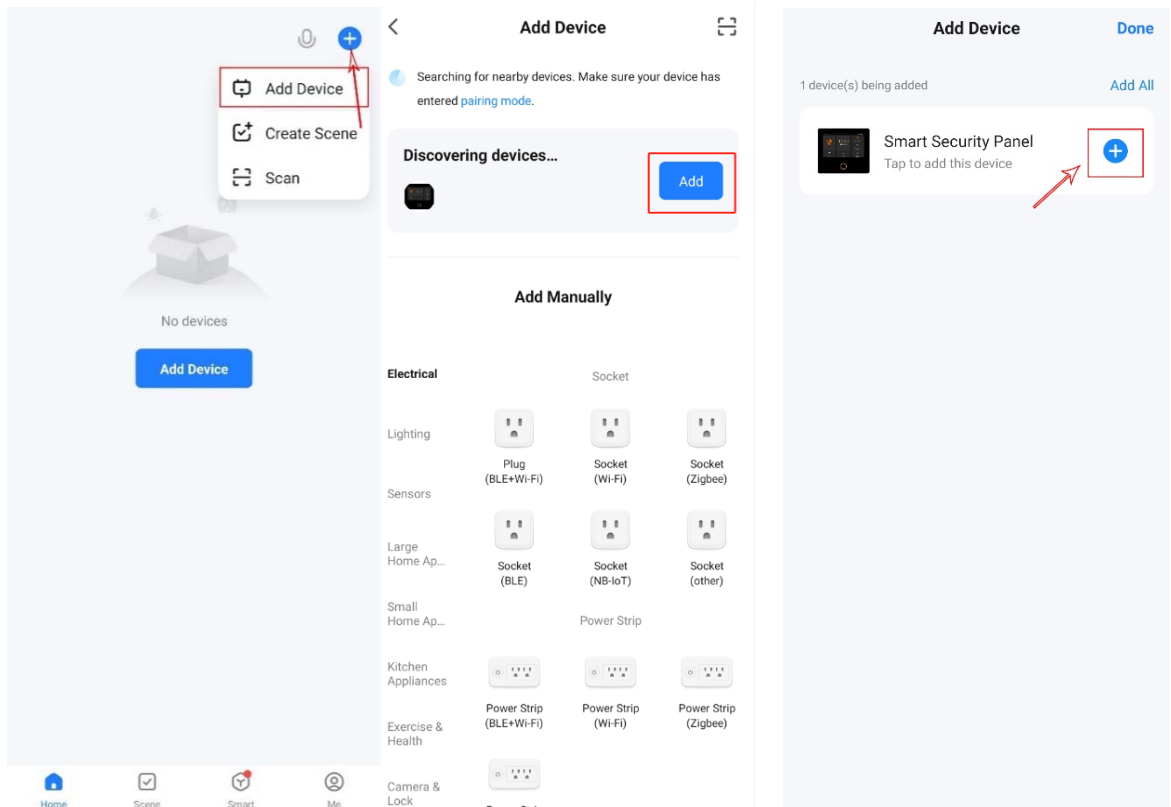 Add Device
Create Scene
Scan
No devices
Add Device
Home
Scene
Smart
Me
Add Device
Searching for nearby devices. Make sure your device has
entered pairing mode.
Discovering devices...
Add
Add Manually
Electrical
Lighting
Sensors
Large
Home Ap...
Small
Home Ap...
Kitchen
Appliances
Exercise &
Health
Camera &
Lock
Socket
Plug
(BLE+Wi-Fi)
Socket
(Wi-Fi)
Socket
(Zigbee)
Socket
(BLE)
Socket
(NB-IoT)
Socket
(other)
Power Strip
Power Strip
(BLE+Wi-Fi)
Power Strip
(Wi-Fi)
Power Strip
(Zigbee)
Add Device
Done
1 device(s) being added
Add All
Smart Security Panel
Tap to add this device